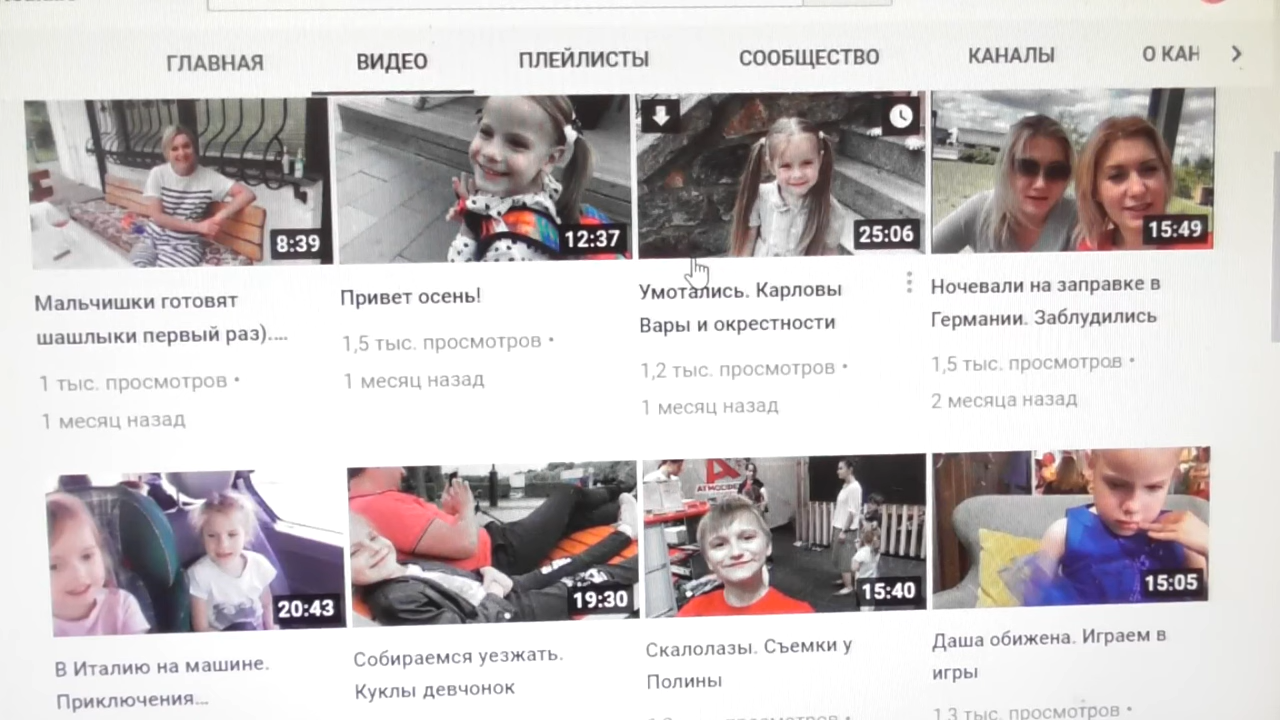 ГЛАВНАЯ ВИДЕО ПЛЕЙЛИСТЫ СООБЩЕСТВО КАНАЛЫ О КАН
8:39
12:37
25:06
15:49
Мальчишки готовят
шашлыки первый раз)....
1 тыс. просмотров •
1 месяц назад
Привет осень!
1,5 тыс. просмотров •
1 месяц назад
Умотались. Карловы
Вары и окрестности
1,2 тыс. просмотров •
1 месяц назад
Ночевали на заправке в
Германии. Заблудились
1,5 тыс. просмотров •
2 месяца назад
20:43
19:30
15:40
15:05
В Италию на машине.
Приключения...
Собираемся уезжать.
Куклы девчонок
Скалолазы. Съемки у
Полины
просмотров •
Даша обижена. Играем в
игры
1,3 тыс. просмотров •